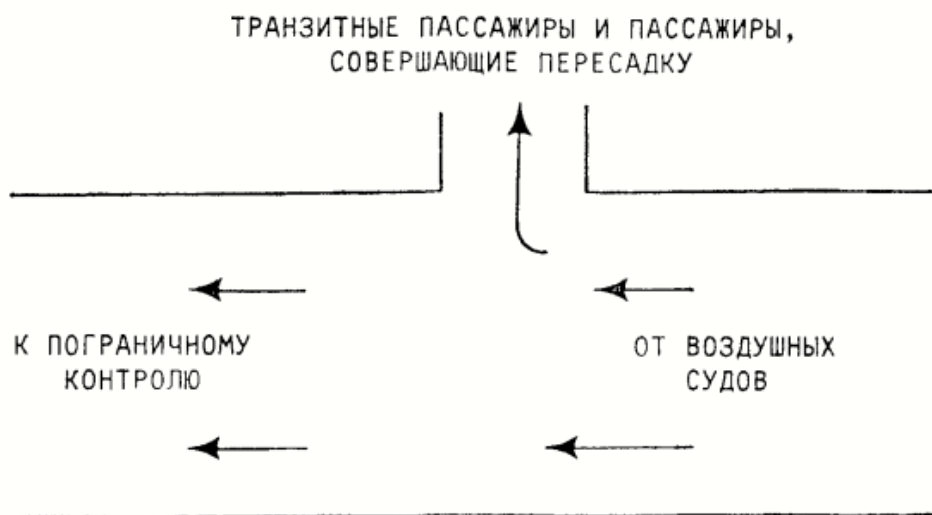 ТРАНЗИТНЫЕ ПАССАЖИРЫ И ПАССАЖИРЫ,
СОВЕРШАЮЩИЕ ПЕРЕСАДКУ
К ПОГРАНИЧНОМУ
КОНТРОЛЮ
ОТ ВОЗДУШНЫХ
СУДОВ